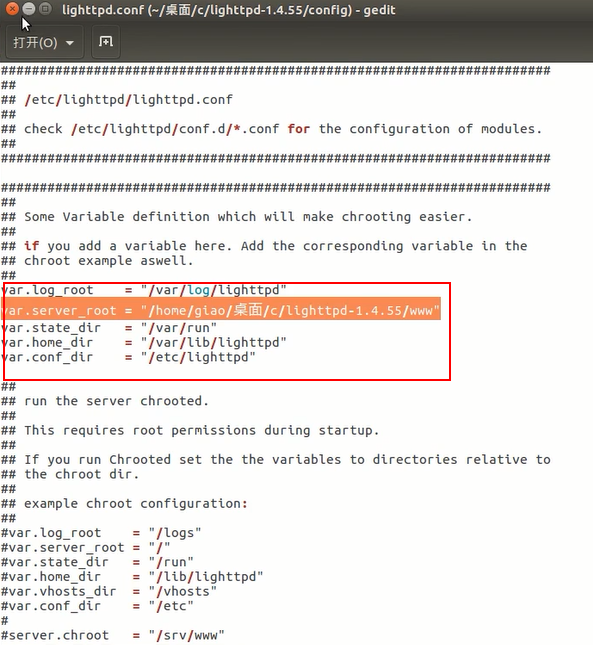 lighttpd.conf (~/桌面/c/lighttpd-1.4.55/config) - gedit
打开(O)
#######################################################################
##
## /etc/lighttpd/lighttpd.conf
##
## check /etc/lighttpd/conf.d/*.conf for the configuration of modules.
##
#######################################################################
#######################################################################
##
## Some Variable definition which will make chrooting easier.
##
## if you add a variable here. Add the corresponding variable in the
## chroot example aswell.
##
var.log_root    = "/var/log/lighttpd"
var.server_root = "/home/giao/桌面/c/lighttpd-1.4.55/www"
var.state_dir   = "/var/run"
var.home_dir    = "/var/lib/lighttpd"
var.conf_dir    = "/etc/lighttpd"
##
## run the server chrooted.
##
## This requires root permissions during startup.
##
## If you run Chrooted set the the variables to directories relative to
## the chroot dir.
##
## example chroot configuration:
##
#var.log_root    = "/logs"
#var.server_root = "/"
#var.state_dir   = "/run"
#var.home_dir    = "/lib/lighttpd"
#var.vhosts_dir  = "/vhosts"
#var.conf_dir    = "/etc"
#
#server.chroot   = "/srv/www"